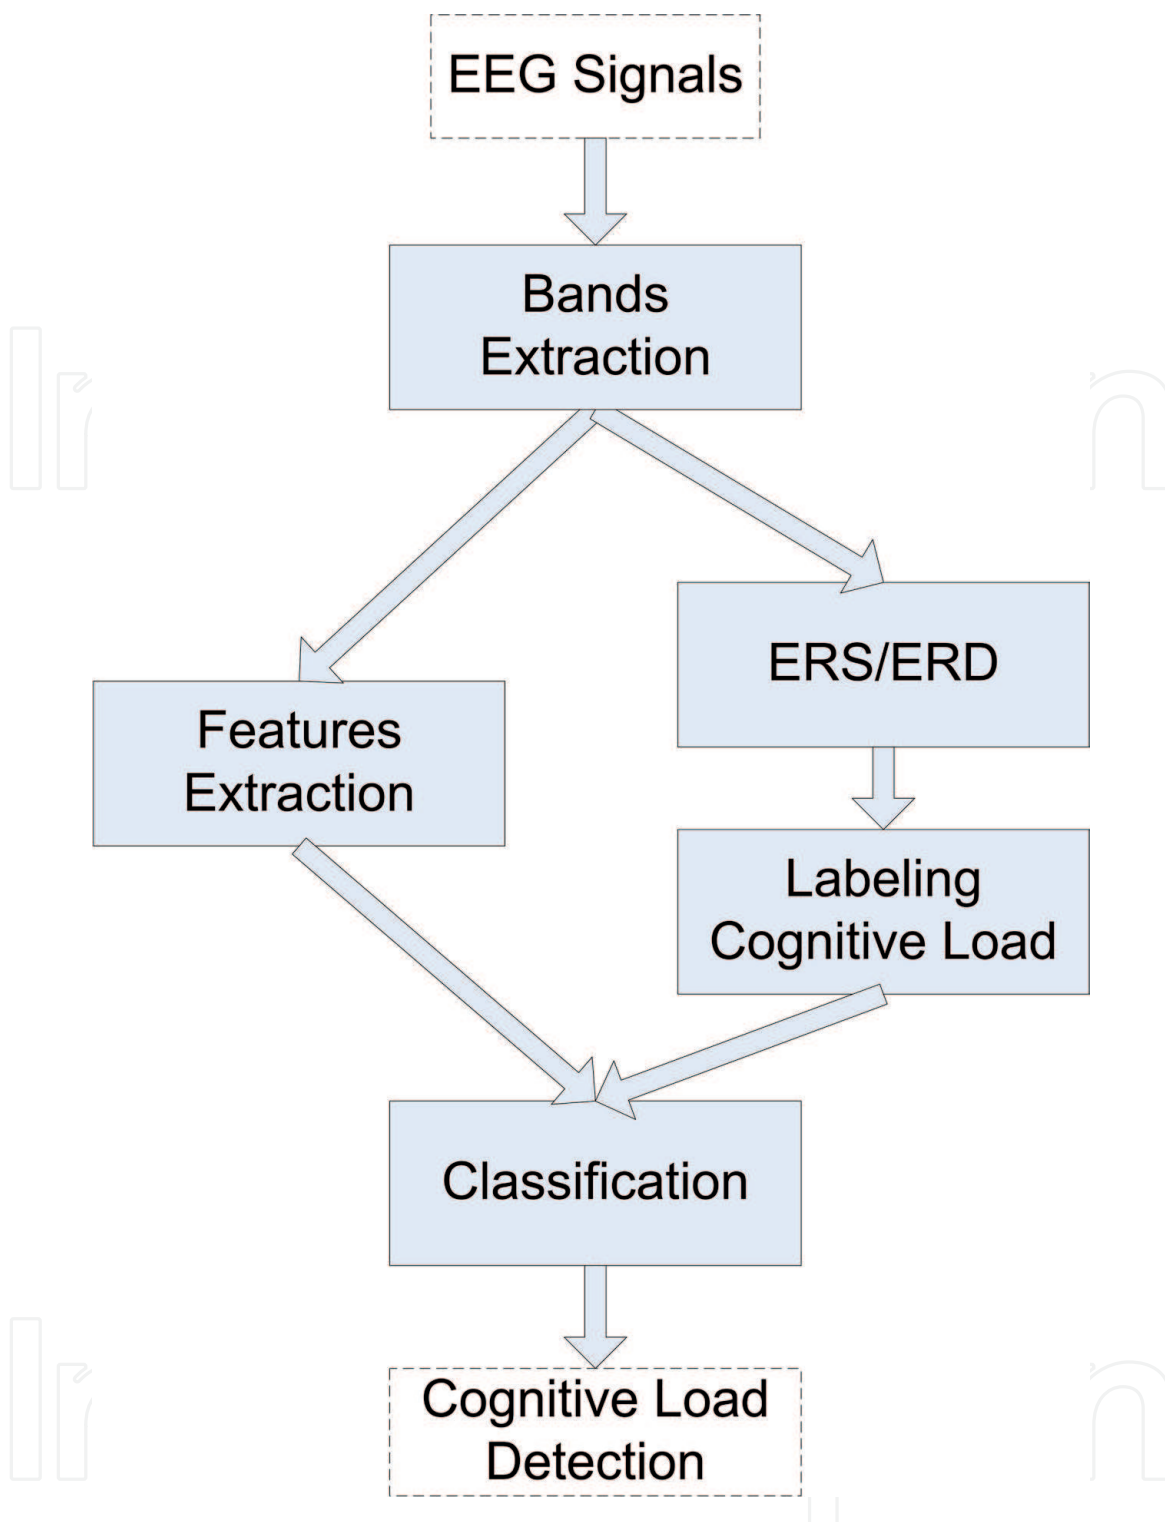 EEG Signals
Bands
Extraction
ERS/ERD
Features
Extraction
Labeling
Cognitive Load
Classification
Cognitive Load
Detection